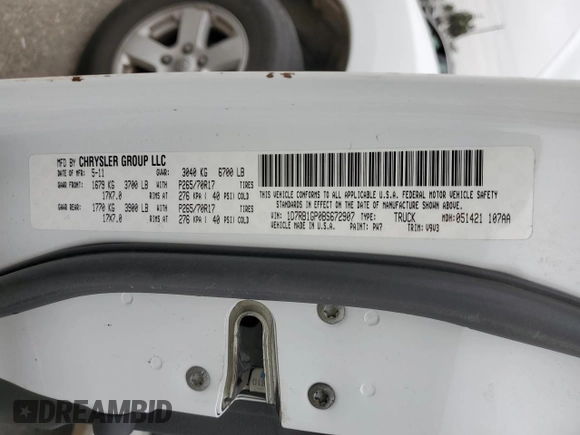 MFD BY CHRYSLER GROUP LLC
DATE OF MFR: 5-11 GVWR: 3040 KG 6700 LB
GAWR FRONT: 1679 KG 3700 LB WITH P265/70R17 TIRES
17X7.0 RIMS AT 276 KPA ( 40 PSI) COLD
GAWR REAR: 1770 KG 3900 LB WITH P265/70R17 TIRES
17X7.0 RIMS AT 276 KPA ( 40 PSI) COLD
THIS VEHICLE CONFORMS TO ALL APPLICABLE U.S.A. FEDERAL MOTOR VEHICLE SAFETY
STANDARDS IN EFFECT ON THE DATE OF MANUFACTURE SHOWN ABOVE.
VIN: 1D7RB1GP0BS672907 TYPE: TRUCK MDH: 051421 107AA
VEHICLE MADE IN U.S.A. PAINT: PW7 TRIM: V9V3
DREAMBID